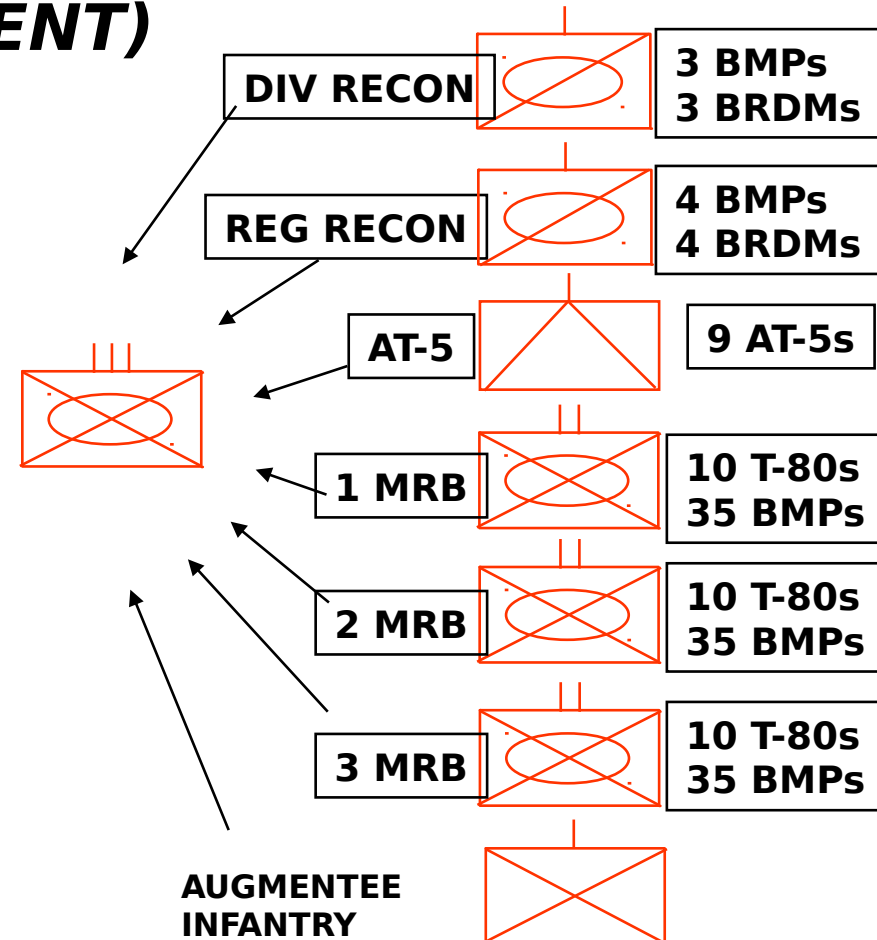 ENT)
DIV RECON
3 BMPs
3 BRDMs
REG RECON
4 BMPs
4 BRDMs
AT-5
9 AT-5s
1 MRB
10 T-80s
35 BMPs
2 MRB
10 T-80s
35 BMPs
3 MRB
10 T-80s
35 BMPs
AUGMENTEE
INFANTRY